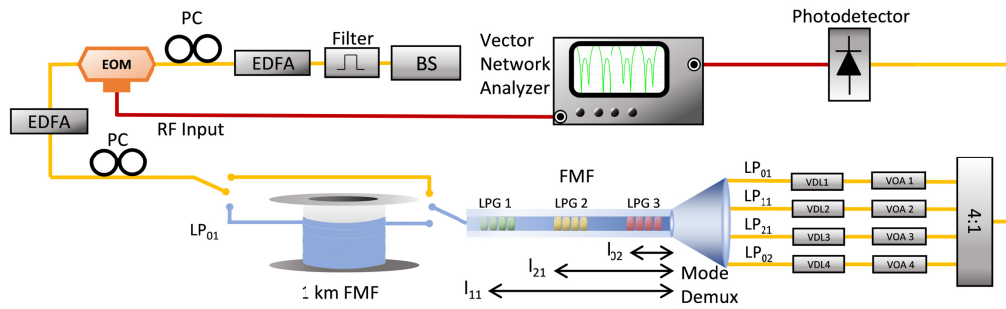 PC
Filter
Photodetector
EOM
EDFA
BS
Vector
Network
Analyzer
EDFA
RF Input
PC
FMF
LP01
LPG 1
LPG 2
LPG 3
LP01
VDL1
VOA 1
LP11
VDL2
VOA 2
LP21
VDL3
VOA 3
LP02
VDL4
VOA 4
4:1
l02
l21
l11
Mode
Demux
1 km FMF